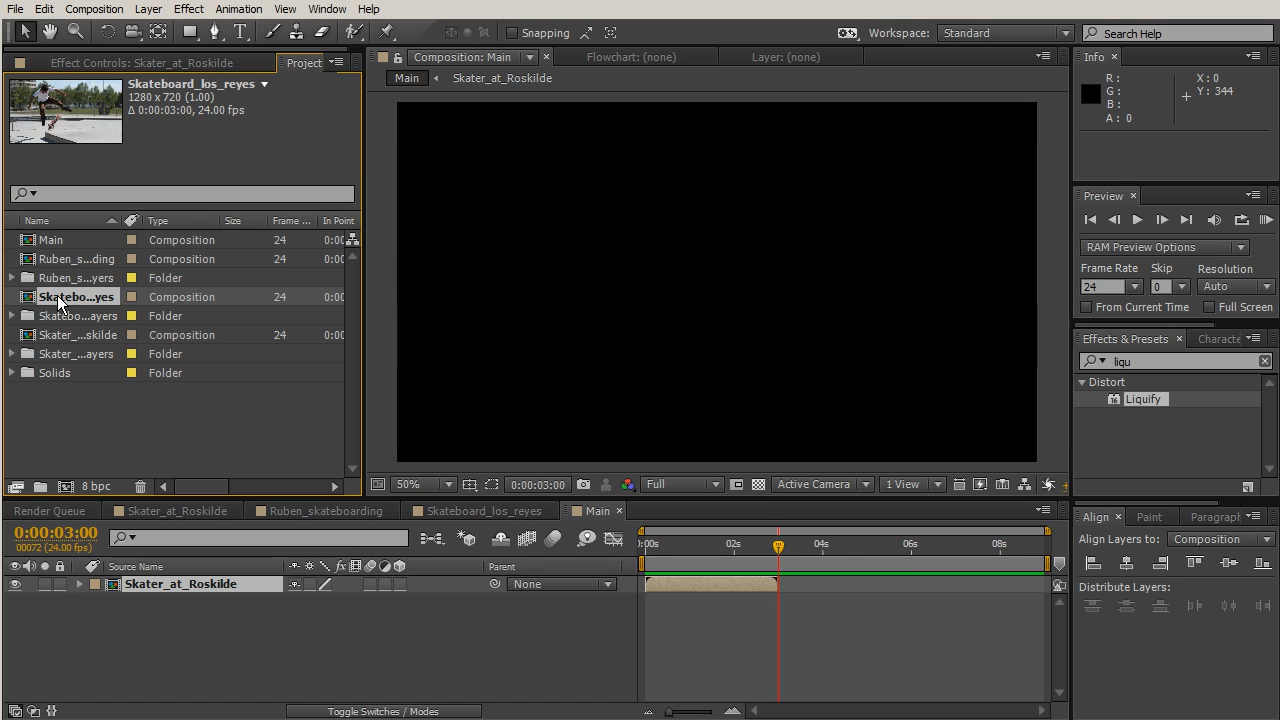 File Edit Composition Layer Effect Animation View Window Help
Snapping
Workspace: Standard
Search Help
Effect Controls: Skater_at_Roskilde
Project
Skateboard_los_reyes
1280 x 720 (1.00)
Δ 0:00:03:00, 24.00 fps
Name Type Size Frame ... In Point
Main Composition 24 0:00
Ruben_s...ding Composition 24 0:00
Ruben_s...yers Folder
Skatebo...yes Composition 24 0:00
Skatebo...ayers Folder
Skater_...skilde Composition 24 0:00
Skater_...ayers Folder
Solids Folder
8 bpc
Composition: Main
Flowchart: (none)
Layer: (none)
Main
Skater_at_Roskilde
50%
0:00:03:00
Full
Active Camera
1 View
Info
R :
G :
B :
A : 0
X : 0
Y : 344
Preview
RAM Preview Options
Frame Rate Skip Resolution
24 0 Auto
From Current Time Full Screen
Effects & Presets Characte
liqu
Distort
16
Liquify
Render Queue
Skater_at_Roskilde
Ruben_skateboarding
Skateboard_los_reyes
Main
0:00:03:00
00072 (24.00 fps)
Source Name
fx
Parent
Skater_at_Roskilde
None
:00s 02s 04s 06s 08s
Toggle Switches / Modes
Align Paint Paragraph
Align Layers to: Composition
Distribute Layers: